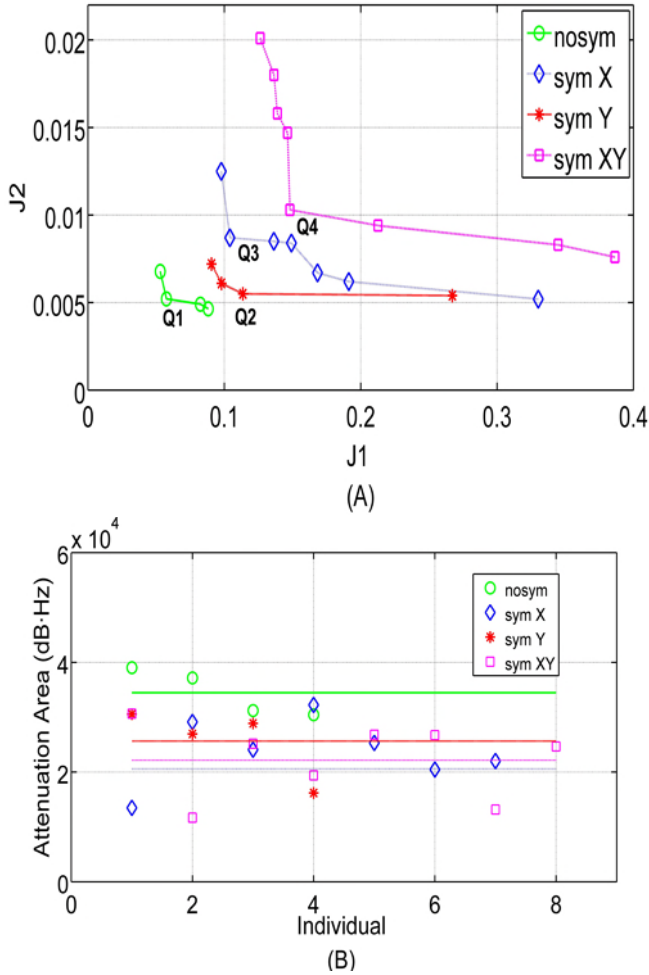 0.02
0.015
0.01
0.005
0
J2
nosym
sym X
sym Y
sym XY
Q1
Q2
Q3
Q4
0 0.1 0.2 0.3 0.4
J1
(A)
6 x 10^4
4
2
0
Attenuation Area (dB·Hz)
nosym
sym X
sym Y
sym XY
0 2 4 6 8
Individual
(B)